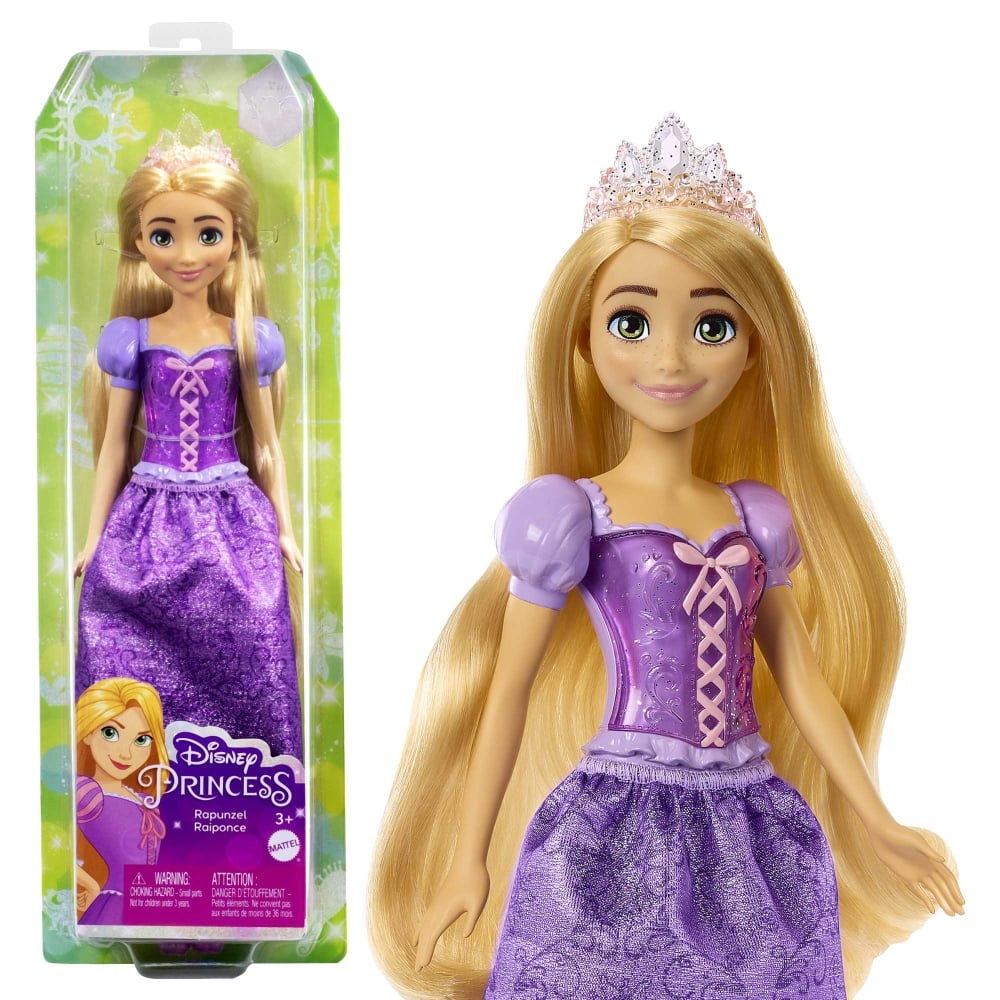 Disney
PRINCESS
Rapunzel
Raiponce
3+
MATTEL
WARNING:
CHOKING HAZARD – Small parts
Not for children under 3 years.
ATTENTION :
DANGER D'ÉTOUFFEMENT –
Petits éléments. Ne convient pas
aux enfants de moins de 36 mois.